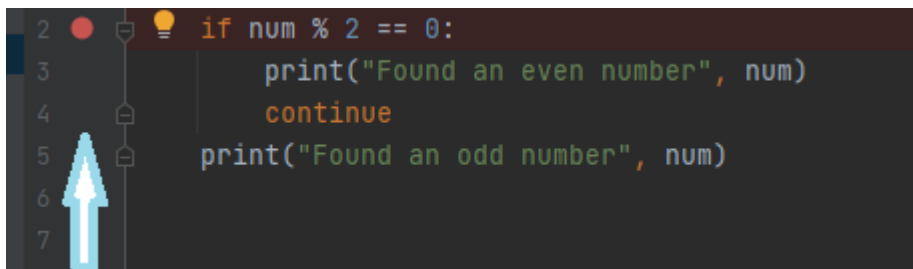 2 if num % 2 == 0:
3 print("Found an even number", num)
4 continue
5 print("Found an odd number", num)
6
7